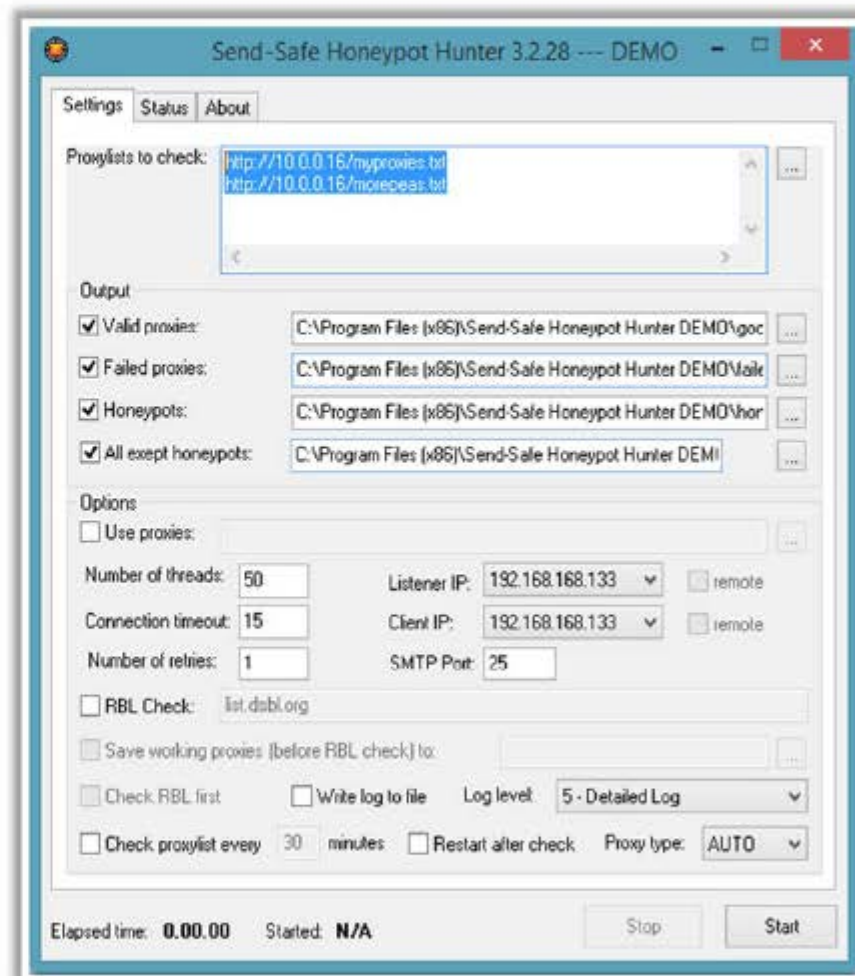 Send-Safe Honeypot Hunter 3.2.28 --- DEMO
Settings Status About
Proxylists to check: http://10.0.0.16/myproxies.txt ...
http://10.0.0.16/morepeas.txt
Output
Valid proxies: C:\Program Files (x86)\Send-Safe Honeypot Hunter DEMO\goc ...
Failed proxies: C:\Program Files (x86)\Send-Safe Honeypot Hunter DEMO\faile ...
Honeypots: C:\Program Files (x86)\Send-Safe Honeypot Hunter DEMO\hor ...
All exept honeypots: C:\Program Files (x86)\Send-Safe Honeypot Hunter DEM( ...
Options
Use proxies: ...
Number of threads: 50 Listener IP: 192.168.168.133 remote
Connection timeout: 15 Client IP: 192.168.168.133 remote
Number of retries: 1 SMTP Port: 25
RBL Check: list.dsbl.org
Save working proxies (before RBL check) to: ...
Check RBL first Write log to file Log level: 5 - Detailed Log
Check proxylist every 30 minutes Restart after check Proxy type: AUTO
Elapsed time: 0.00.00 Started: N/A Stop Start